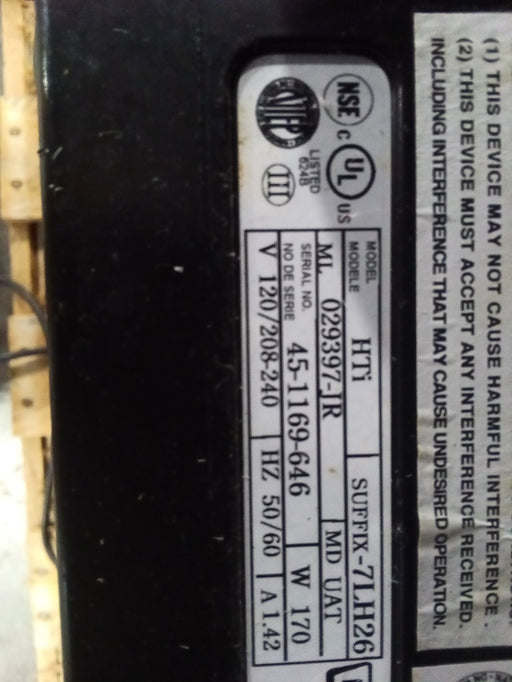 (1) THIS DEVICE MAY NOT CAUSE HARMFUL INTERFERENCE.
(2) THIS DEVICE MUST ACCEPT ANY INTERFERENCE RECEIVED.
INCLUDING INTERFERENCE THAT MAY CAUSE UNDESIRED OPERATION.
NSF
C UL US
LISTED
624B
III
MODEL
MODELE HTi SUFFIX-7LH26
ML 029397-JR MD UAT
SERIAL NO.
NO DE SERIE 45-1169-646 W 170
V 120/208-240 HZ 50/60 A 1.42